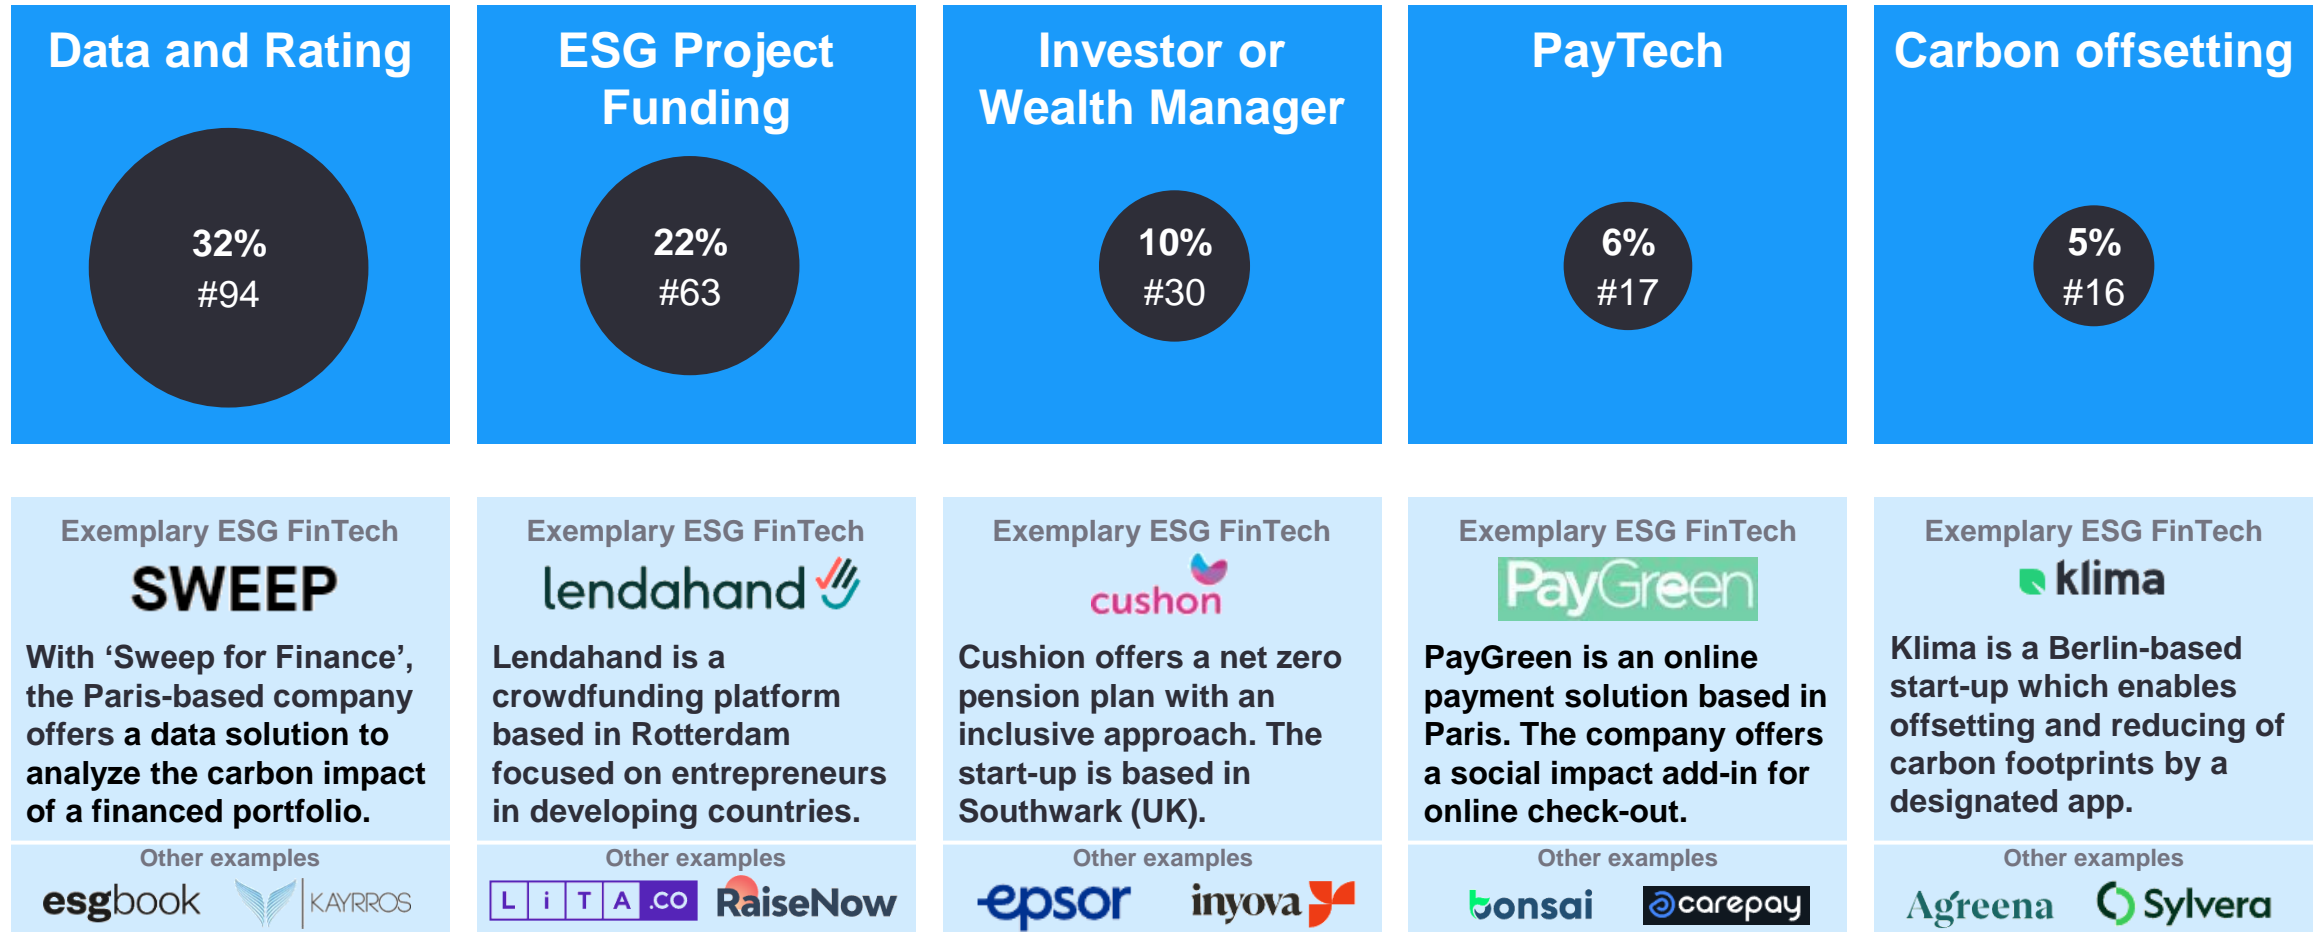 Data and Rating
32%
#94
ESG Project
Funding
22%
#63
Investor or
Wealth Manager
10%
#30
PayTech
6%
#17
Carbon offsetting
5%
#16
Exemplary ESG FinTech
SWEEP
With ‘Sweep for Finance’,
the Paris-based company
offers a data solution to
analyze the carbon impact
of a financed portfolio.
Other examples
esgbook
KAYRROS
Exemplary ESG FinTech
lendahand
Lendahand is a
crowdfunding platform
based in Rotterdam
focused on entrepreneurs
in developing countries.
Other examples
LiTA.CO
RaiseNow
Exemplary ESG FinTech
cushon
Cushion offers a net zero
pension plan with an
inclusive approach. The
start-up is based in
Southwark (UK).
Other examples
epsor
inyova
Exemplary ESG FinTech
PayGreen
PayGreen is an online
payment solution based in
Paris. The company offers
a social impact add-in for
online check-out.
Other examples
bonsai
carepay
Exemplary ESG FinTech
klima
Klima is a Berlin-based
start-up which enables
offsetting and reducing of
carbon footprints by a
designated app.
Other examples
Agreena
Sylvera